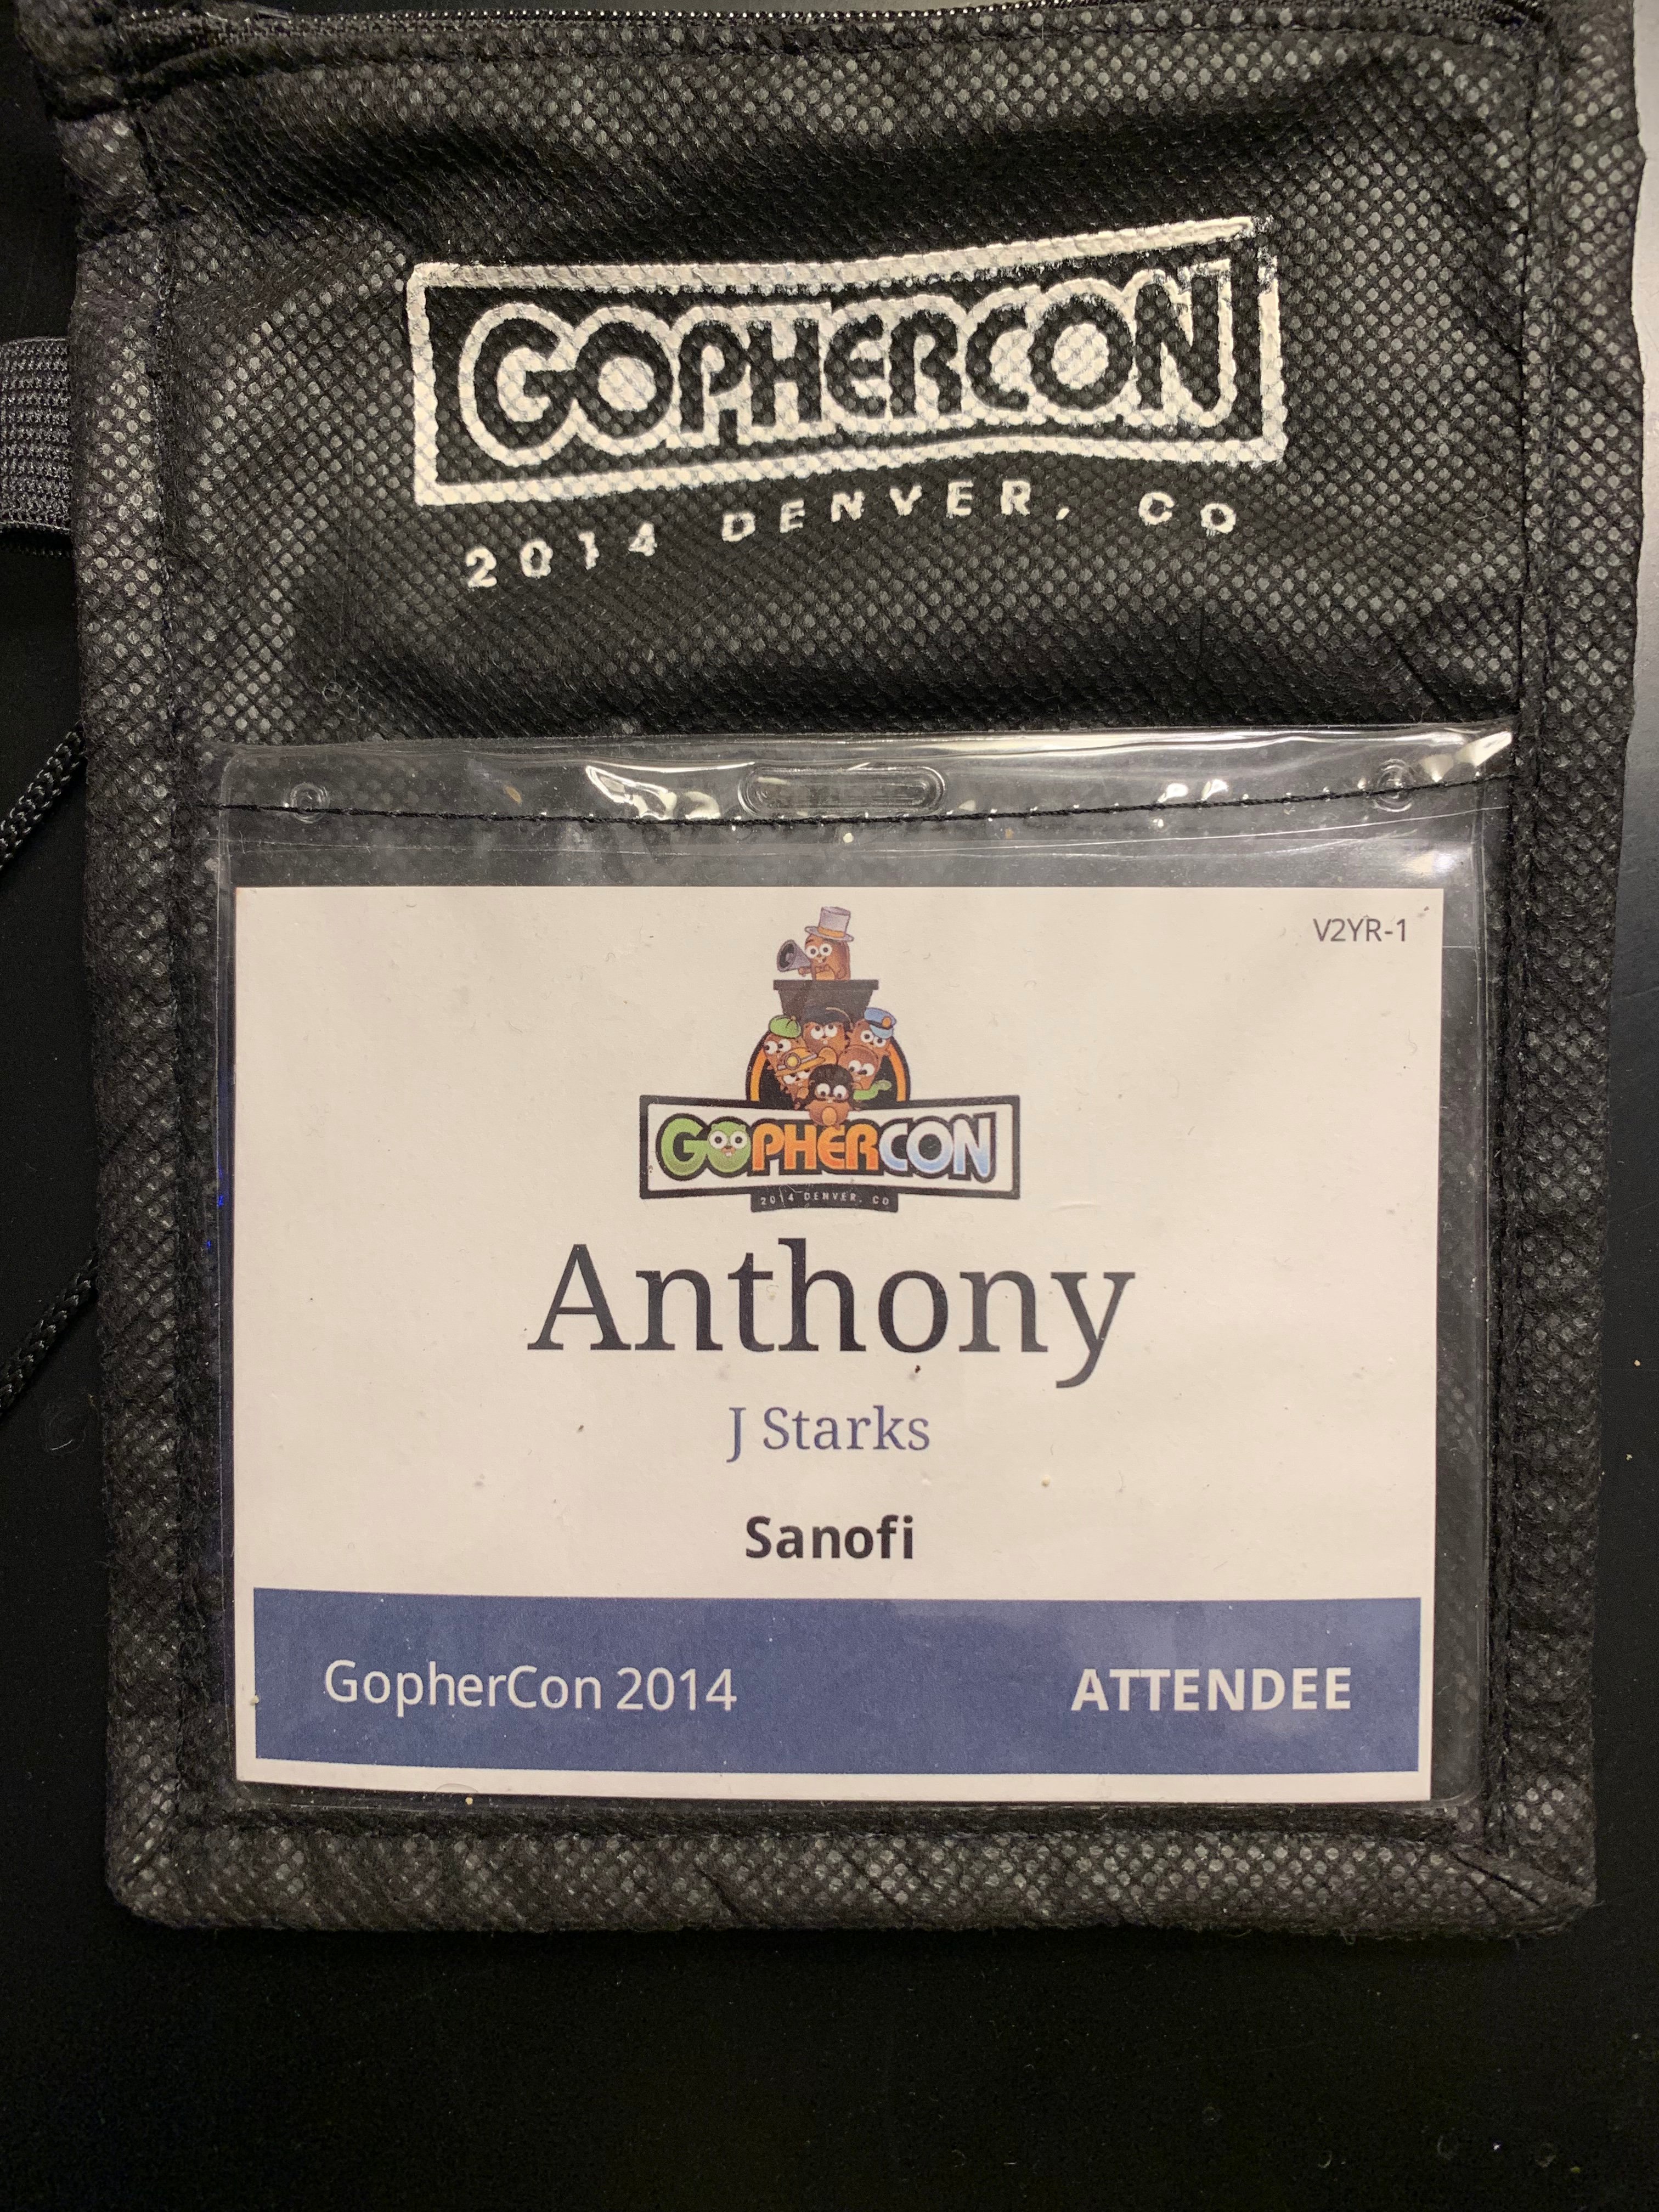 GOPHERCON
2014 DENVER, CO
V2YR-1
GOPHERCON
2014 DENVER, CO
Anthony
J Starks
Sanofi
GopherCon 2014 ATTENDEE